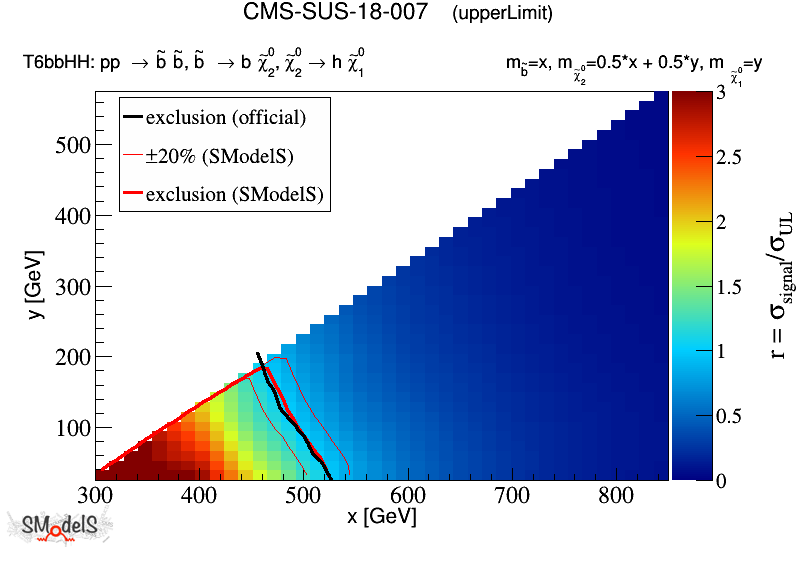 CMS-SUS-18-007 (upperLimit)
T6bbHH: pp → b̃ b̃, b̃ → b χ̃⁰₂, χ̃⁰₂ → h χ̃⁰₁
m_b̃=x, m_χ̃⁰₂=0.5*x + 0.5*y, m_χ̃⁰₁=y
exclusion (official)
±20% (SModelS)
exclusion (SModelS)
y [GeV]
500
400
300
200
100
300 400 500 600 700 800
x [GeV]
3
2.5
2
1.5
1
0.5
0
r = σ_signal/σ_UL
SModelS